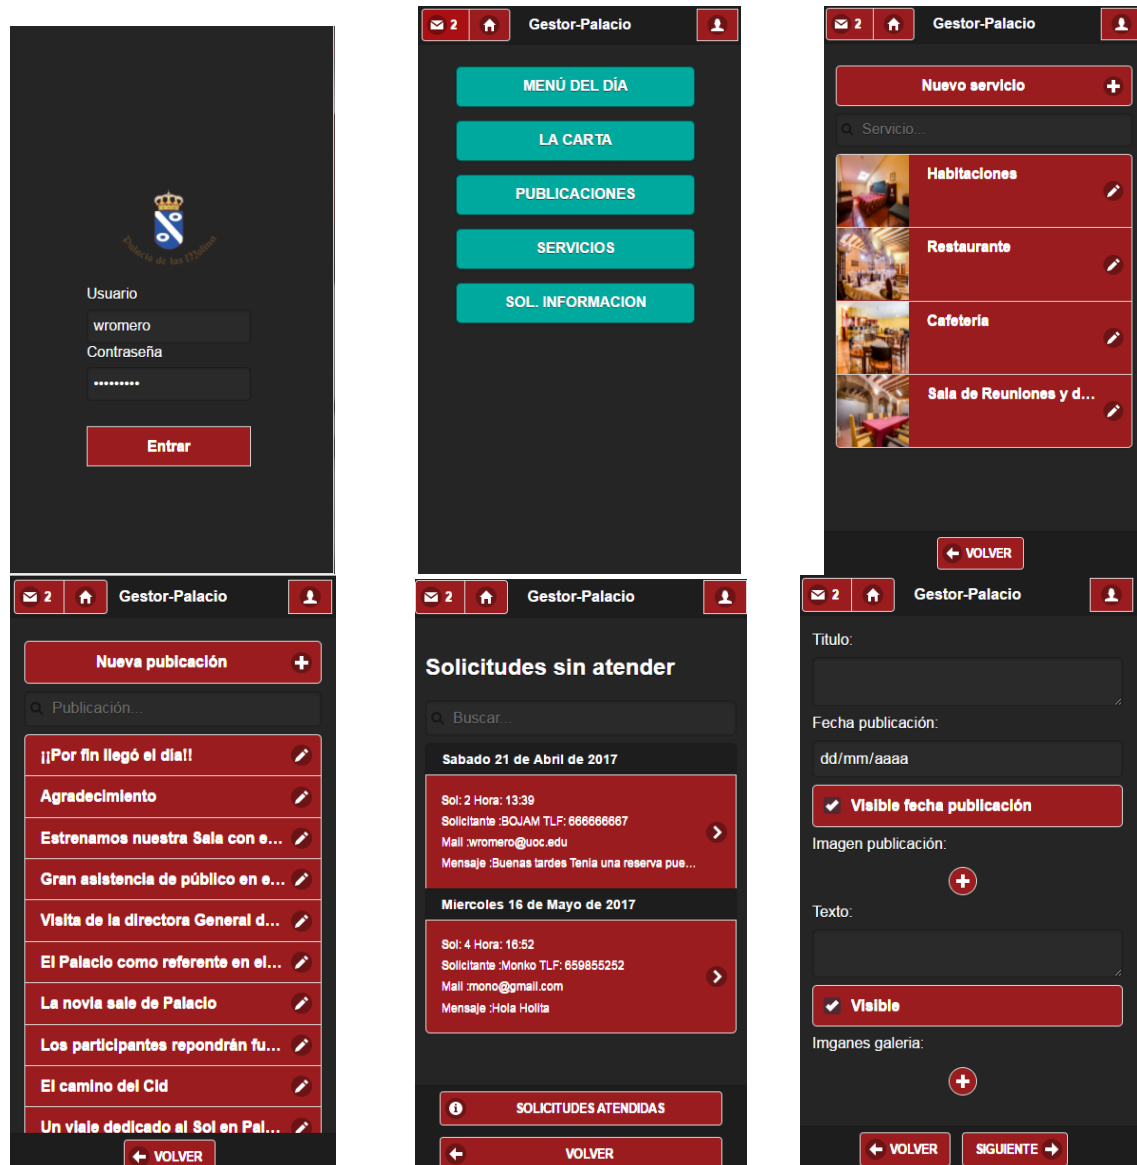 Palacio de los Molino
Usuario
wromero
Contraseña
•••••••••
Entrar
2
Gestor-Palacio
MENÚ DEL DÍA
LA CARTA
PUBLICACIONES
SERVICIOS
SOL. INFORMACION
2
Gestor-Palacio
Nuevo servicio
Servicio...
Habitaciones
Restaurante
Cafetería
Sala de Reuniones y d...
VOLVER
2
Gestor-Palacio
Nueva pubicación
Publicación...
¡¡Por fin llegó el día!!
Agradecimiento
Estrenamos nuestra Sala con e...
Gran asistencia de público en e...
Visita de la directora General d...
El Palacio como referente en el...
La novia sale de Palacio
Los participantes repondrán fu...
El camino del Cid
Un viaje dedicado al Sol en Pal...
VOLVER
2
Gestor-Palacio
Solicitudes sin atender
Buscar...
Sabado 21 de Abril de 2017
Sol: 2 Hora: 13:39
Solicitante :BOJAM TLF: 666666667
Mail :wromero@uoc.edu
Mensaje :Buenas tardes Tenia una reserva pue...
Miercoles 16 de Mayo de 2017
Sol: 4 Hora: 16:52
Solicitante :Monko TLF: 659855252
Mail :mono@gmail.com
Mensaje :Hola Holita
SOLICITUDES ATENDIDAS
VOLVER
2
Gestor-Palacio
Titulo:
Fecha publicación:
dd/mm/aaaa
Visible fecha publicación
Imagen publicación:
Texto:
Visible
Imganes galeria:
VOLVER
SIGUIENTE